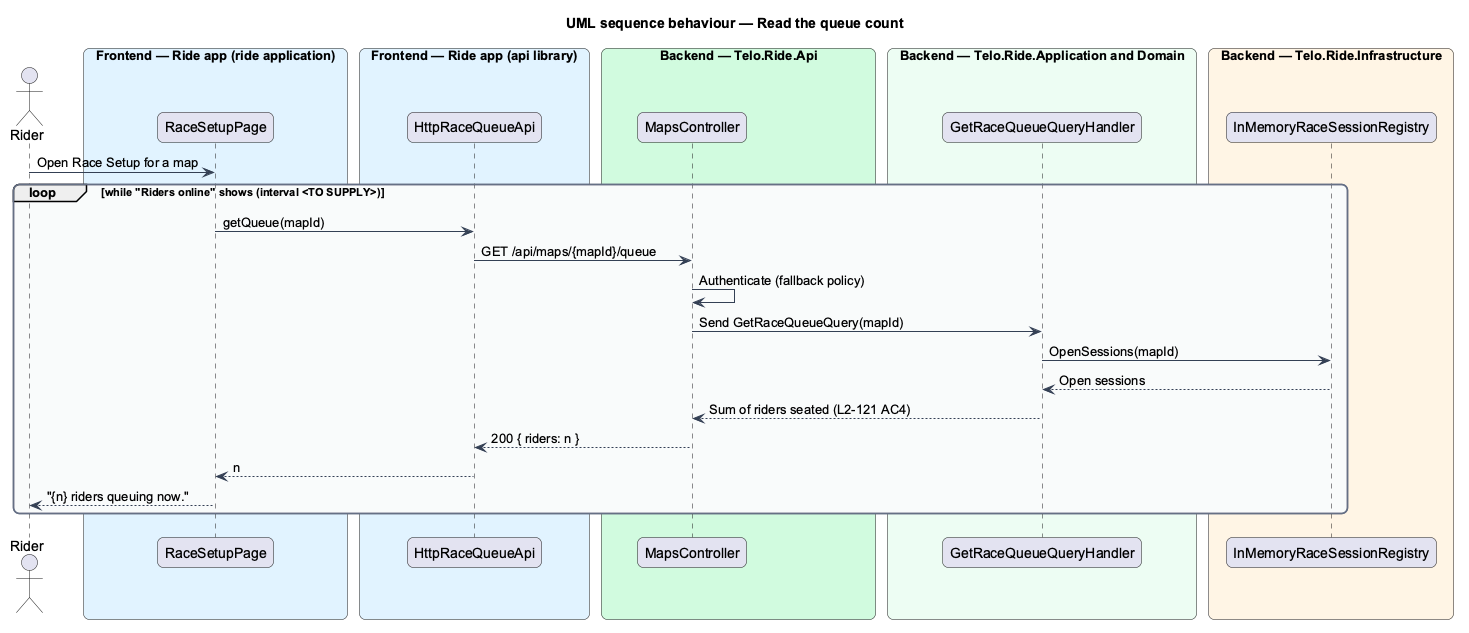 UML sequence behaviour — Read the queue count
Frontend — Ride app (ride application)
Frontend — Ride app (api library)
Backend — Telo.Ride.Api
Backend — Telo.Ride.Application and Domain
Backend — Telo.Ride.Infrastructure
Rider
RaceSetupPage
HttpRaceQueueApi
MapsController
GetRaceQueueQueryHandler
InMemoryRaceSessionRegistry
Open Race Setup for a map
loop
[while "Riders online" shows (interval <TO SUPPLY>)]
getQueue(mapId)
GET /api/maps/{mapId}/queue
Authenticate (fallback policy)
Send GetRaceQueueQuery(mapId)
OpenSessions(mapId)
Open sessions
Sum of riders seated (L2-121 AC4)
200 { riders: n }
n
"{n} riders queuing now."
Rider
RaceSetupPage
HttpRaceQueueApi
MapsController
GetRaceQueueQueryHandler
InMemoryRaceSessionRegistry